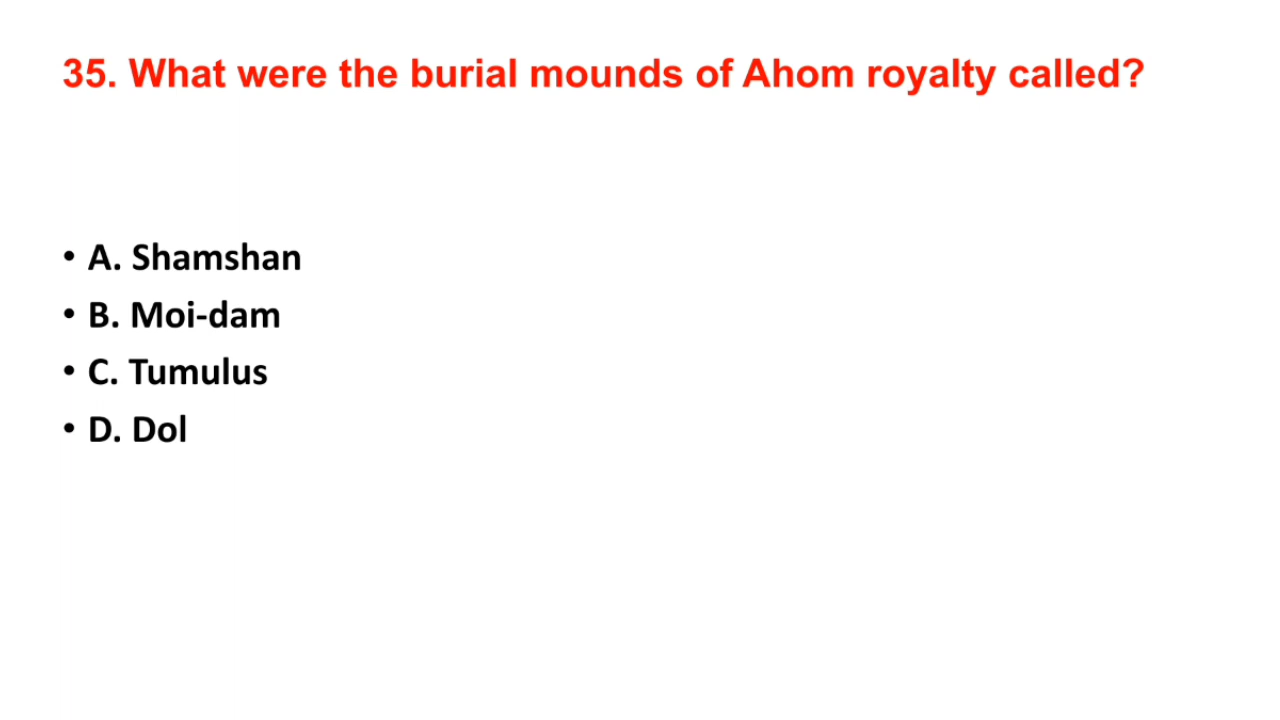 35. What were the burial mounds of Ahom royalty called?
• A. Shamshan
• B. Moi-dam
• C. Tumulus
• D. Dol